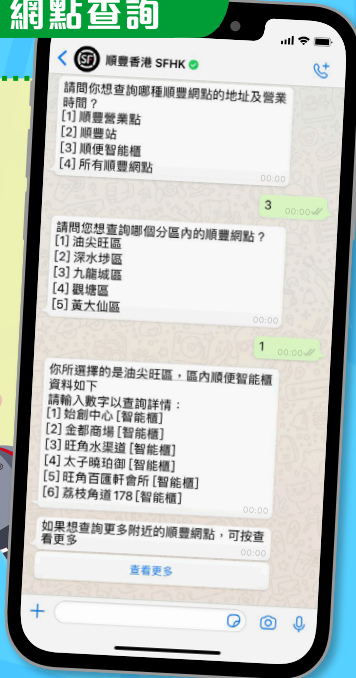 網點查詢
SF 順豐香港 SFHK
請問你想查詢哪種順豐網點的地址及營業
時間？
[1] 順豐營業點
[2] 順豐站
[3] 順便智能櫃
[4] 所有順豐網點
00:00
3 00:00
請問您想查詢哪個分區內的順豐網點？
[1] 油尖旺區
[2] 深水埗區
[3] 九龍城區
[4] 觀塘區
[5] 黃大仙區
00:00
1 00:00
你所選擇的是油尖旺區，區內順便智能櫃
資料如下
請輸入數字以查詢詳情：
[1] 始創中心 [智能櫃]
[2] 金都商場 [智能櫃]
[3] 旺角水渠道 [智能櫃]
[4] 太子曉珀御 [智能櫃]
[5] 旺角百匯軒會所 [智能櫃]
[6] 荔枝角道178 [智能櫃]
00:00
如果想查詢更多附近的順豐網點，可按查
看更多
00:00
查看更多